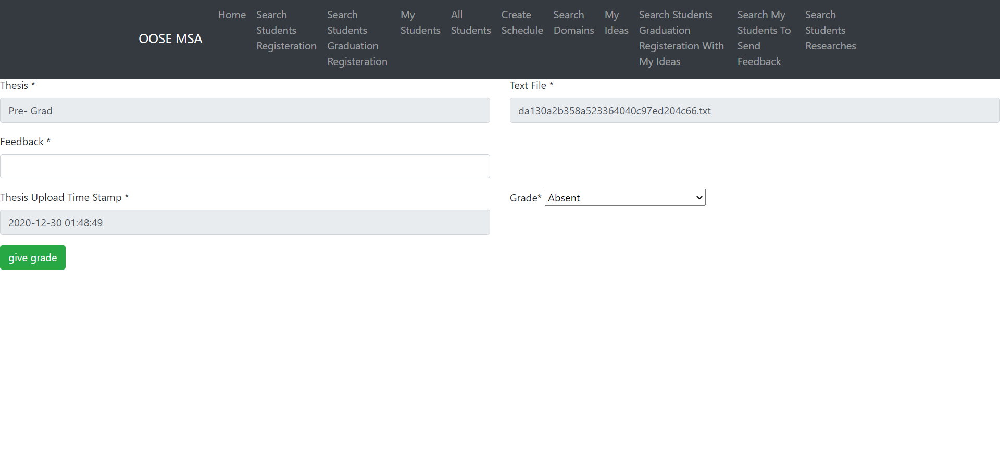 OOSE MSA
Home
Search
Students
Registeration
Search
Students
Graduation
Registeration
My
Students
All
Students
Create
Schedule
Search
Domains
My
Ideas
Search Students
Graduation
Registeration With
My Ideas
Search My
Students To
Send
Feedback
Search
Students
Researches
Thesis *
Pre- Grad
Text File *
da130a2b358a523364040c97ed204c66.txt
Feedback *
Thesis Upload Time Stamp *
2020-12-30 01:48:49
Grade* Absent
give grade